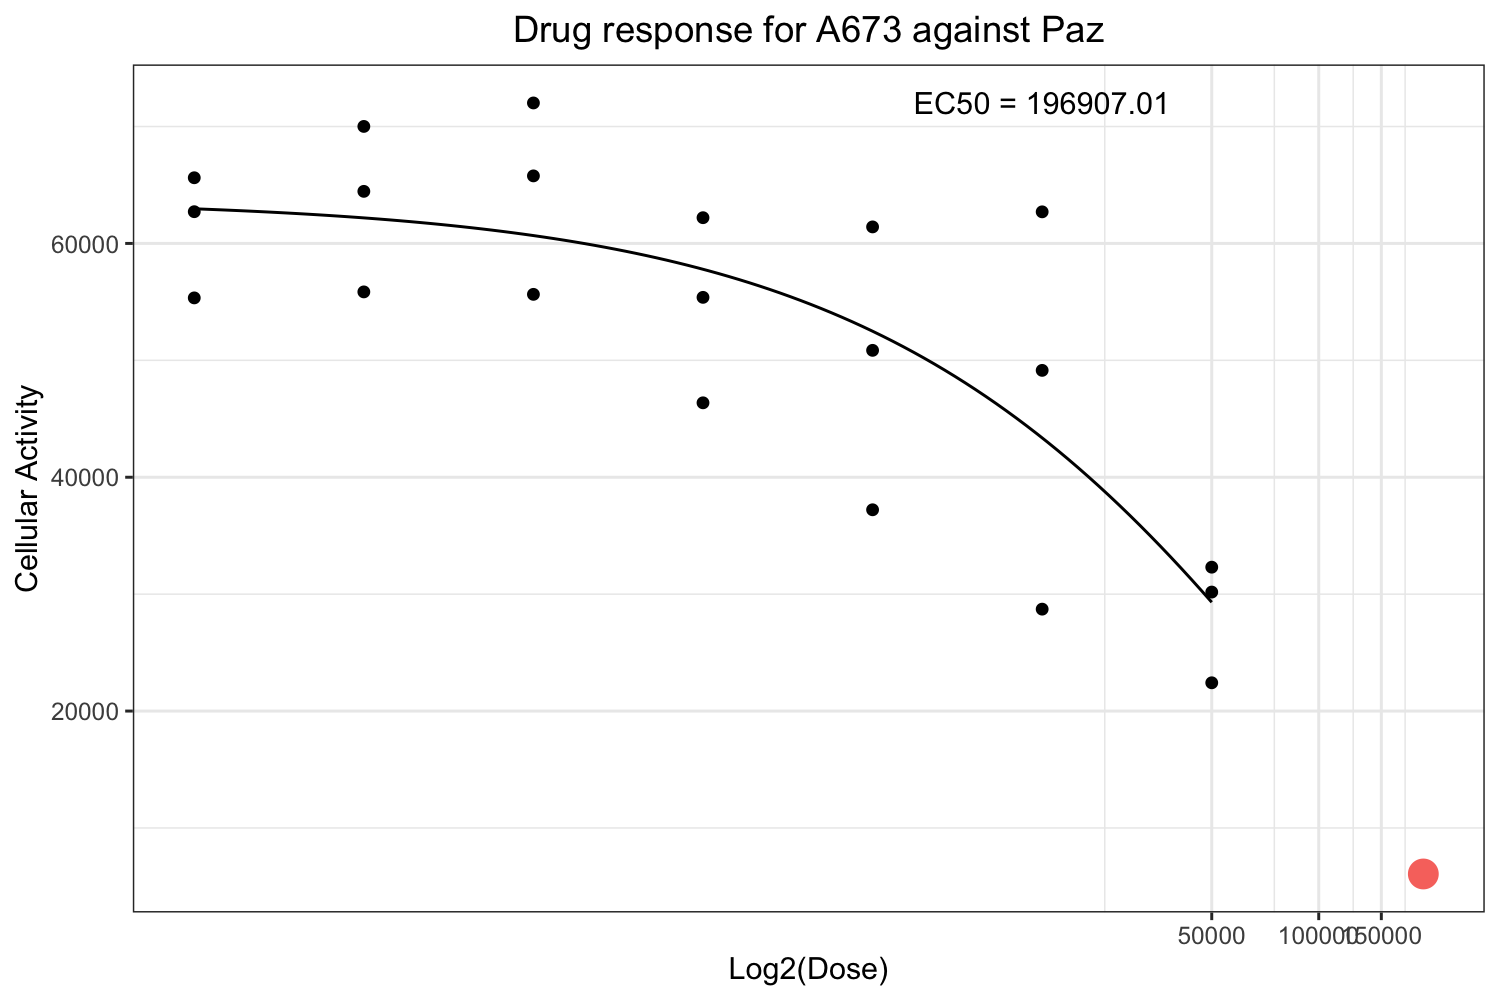 Drug response for A673 against Paz
EC50 = 196907.01
60000
40000
20000
Cellular Activity
50000
100000
150000
Log2(Dose)